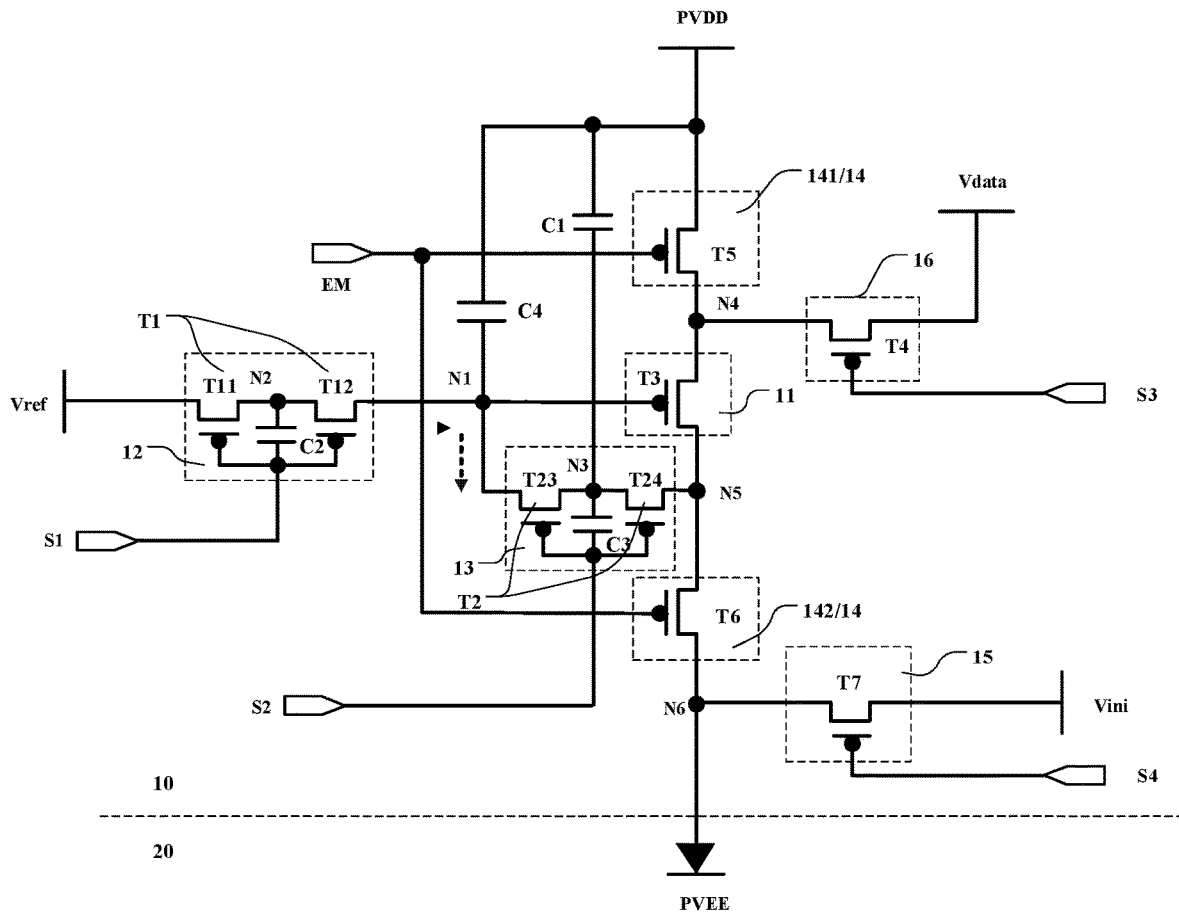 PVDD
141/14
Vdata
C1
T5
16
EM
N4
C4
T1
T4
T11
N2
T12
N1
T3
11
Vref
S3
C2
12
N3
T23
T24
N5
S1
13
C3
T2
T6
142/14
15
T7
S2
N6
Vini
S4
10
20
PVEE